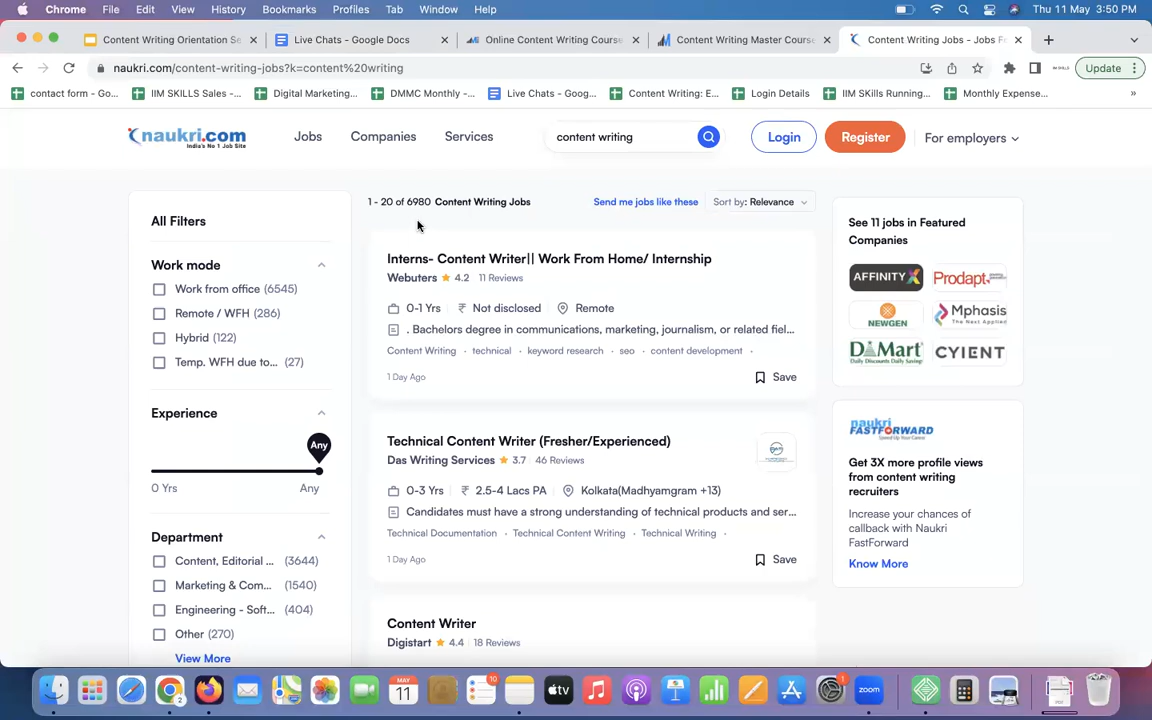 Chrome File Edit View History Bookmarks Profiles Tab Window Help Thu 11 May 3:50 PM
Content Writing Orientation Se Live Chats - Google Docs Online Content Writing Course Content Writing Master Course Content Writing Jobs - Jobs F
naukri.com/content-writing-jobs?k=content%20writing Update
contact form - Go... IIM SKILLS Sales -... Digital Marketing... DMMC Monthly -... Live Chats - Goog... Content Writing: E... Login Details IIM SKills Running... Monthly Expense... »
naukri.com Jobs Companies Services content writing Login Register For employers
India's No 1 Job Site
1 - 20 of 6980 Content Writing Jobs Send me jobs like these Sort by: Relevance
All Filters
Work mode
Work from office (6545)
Remote / WFH (286)
Hybrid (122)
Temp. WFH due to... (27)
Experience
Any
0 Yrs Any
Department
Content, Editorial ... (3644)
Marketing & Com... (1540)
Engineering - Soft... (404)
Other (270)
View More
Interns- Content Writer|| Work From Home/ Internship
Webuters 4.2 11 Reviews
0-1 Yrs Not disclosed Remote
. Bachelors degree in communications, marketing, journalism, or related fiel...
Content Writing · technical · keyword research · seo · content development ·
1 Day Ago Save
Technical Content Writer (Fresher/Experienced)
Das Writing Services 3.7 46 Reviews
0-3 Yrs 2.5-4 Lacs PA Kolkata(Madhyamgram +13)
Candidates must have a strong understanding of technical products and ser...
Technical Documentation · Technical Content Writing · Technical Writing ·
1 Day Ago Save
Content Writer
Digistart 4.4 18 Reviews
See 11 jobs in Featured
Companies
AFFINITYX Prodapt
NEWGEN Mphasis
The Next Applied
DMart CYIENT
Daily Discounts Daily Savings
naukri
FASTFORWARD
Speed Up Your Career
Get 3X more profile views
from content writing
recruiters
Increase your chances of
callback with Naukri
FastForward
Know More
10
MAY
11
tv
1
zoom
PDF